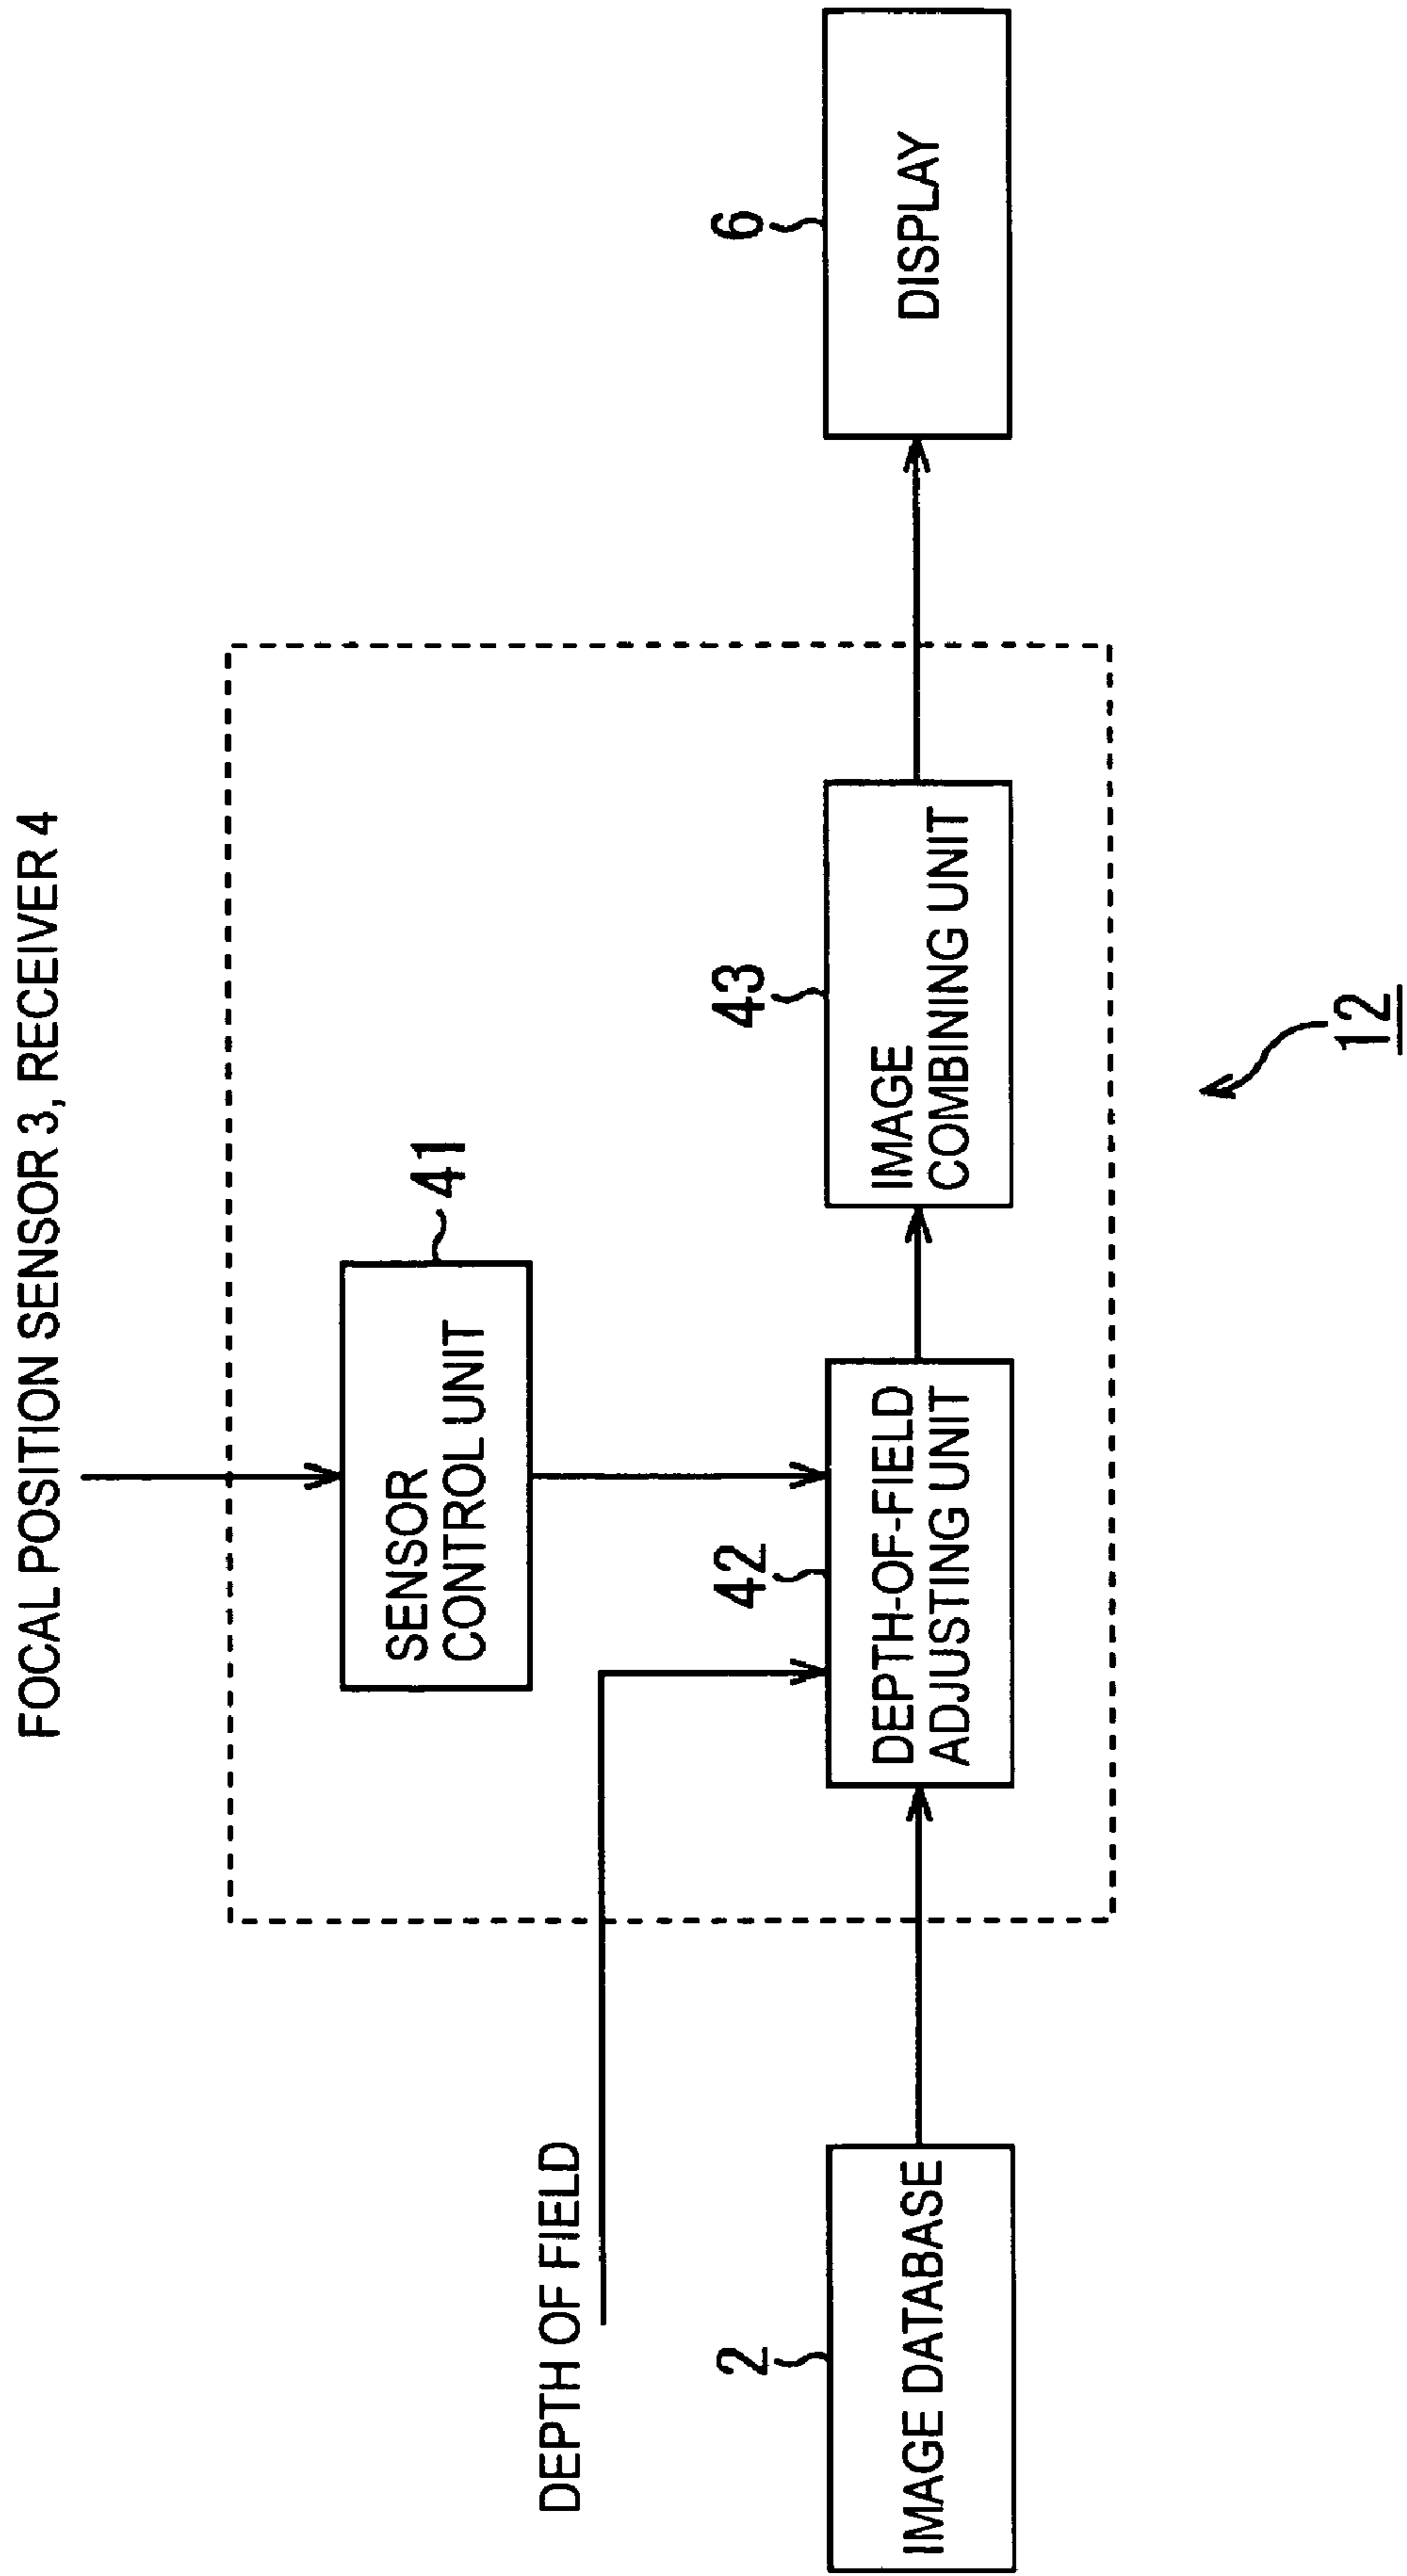 FOCAL POSITION SENSOR 3, RECEIVER 4
41
SENSOR
CONTROL UNIT
DEPTH OF FIELD
2
IMAGE DATABASE
42
DEPTH-OF-FIELD
ADJUSTING UNIT
43
IMAGE
COMBINING UNIT
6
DISPLAY
12